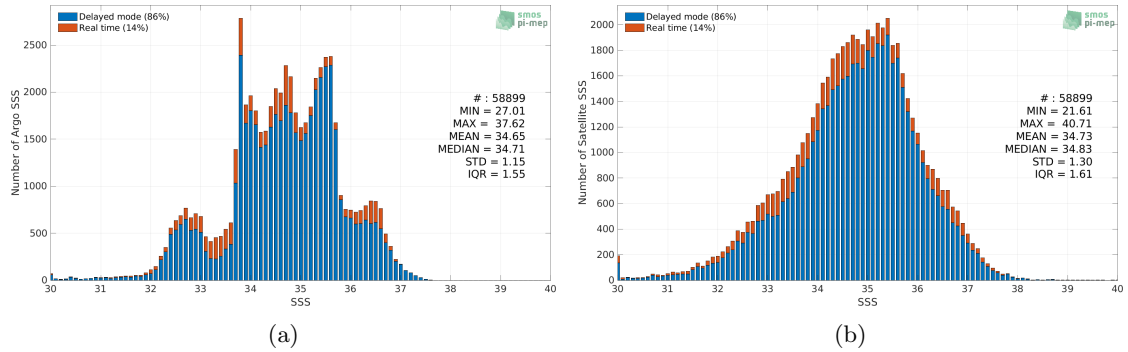 Delayed mode (86%)
Real time (14%)
smos
pi-mep
Number of Argo SSS
2500
2000
1500
1000
500
0
# : 58899
MIN = 27.01
MAX = 37.62
MEAN = 34.65
MEDIAN = 34.71
STD = 1.15
IQR = 1.55
30 31 32 33 34 35 36 37 38 39 40
SSS
(a)
Delayed mode (86%)
Real time (14%)
smos
pi-mep
Number of Satellite SSS
2000
1800
1600
1400
1200
1000
800
600
400
200
0
# : 58899
MIN = 21.61
MAX = 40.71
MEAN = 34.73
MEDIAN = 34.83
STD = 1.30
IQR = 1.61
30 31 32 33 34 35 36 37 38 39 40
SSS
(b)